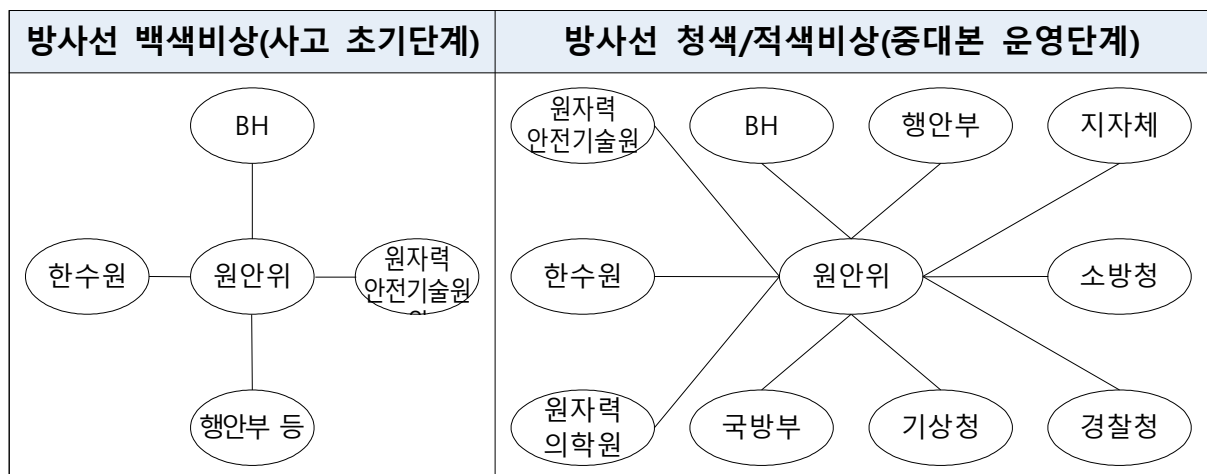 방사선 백색비상(사고 초기단계)
BH
한수원
원안위
원자력
안전기술원
행안부 등
방사선 청색/적색비상(중대본 운영단계)
원자력
안전기술원
BH
행안부
지자체
한수원
원안위
소방청
원자력
의학원
국방부
기상청
경찰청